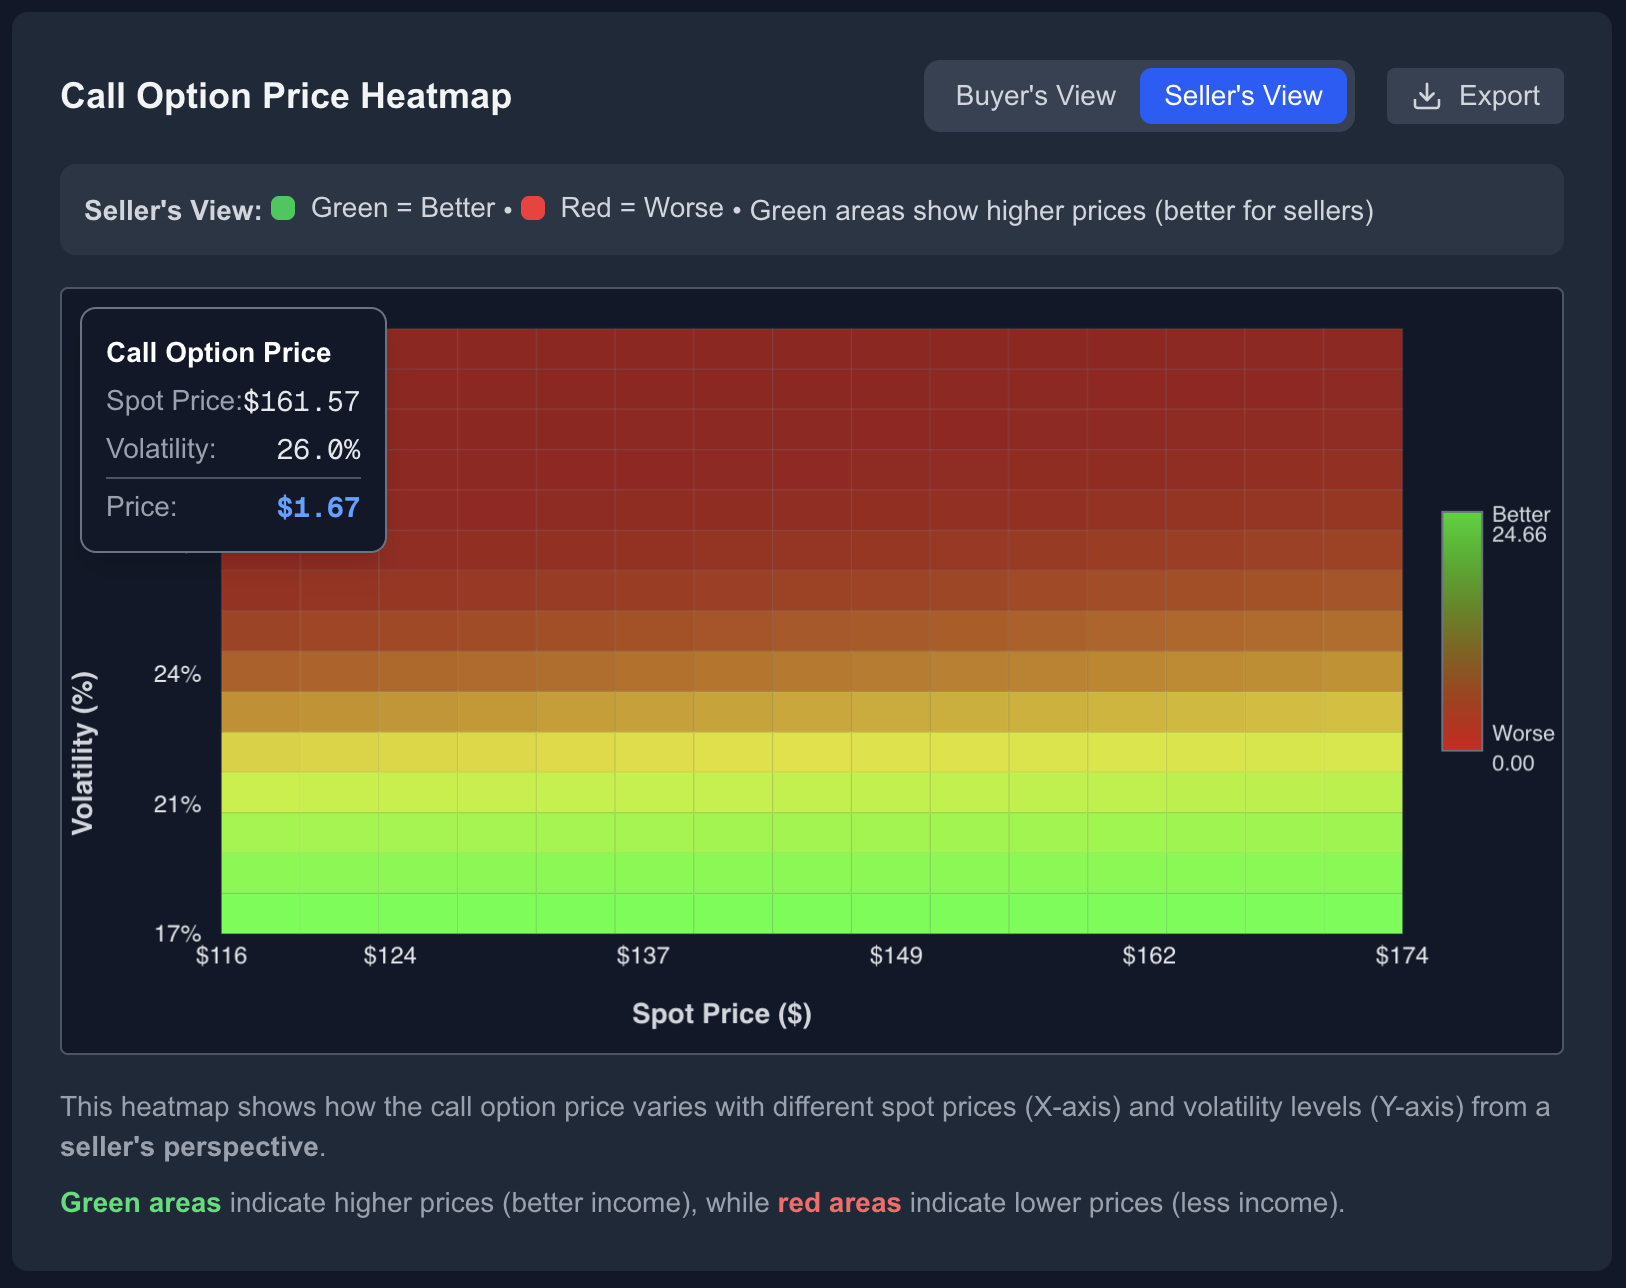 Call Option Price Heatmap
Buyer's View
Seller's View
Export
Seller's View: Green = Better • Red = Worse • Green areas show higher prices (better for sellers)
Call Option Price
Spot Price:$161.57
Volatility: 26.0%
Price: $1.67
Better
24.66
Worse
0.00
Volatility (%)
24%
21%
17%
$116 $124 $137 $149 $162 $174
Spot Price ($)
This heatmap shows how the call option price varies with different spot prices (X-axis) and volatility levels (Y-axis) from a
seller's perspective.
Green areas indicate higher prices (better income), while red areas indicate lower prices (less income).